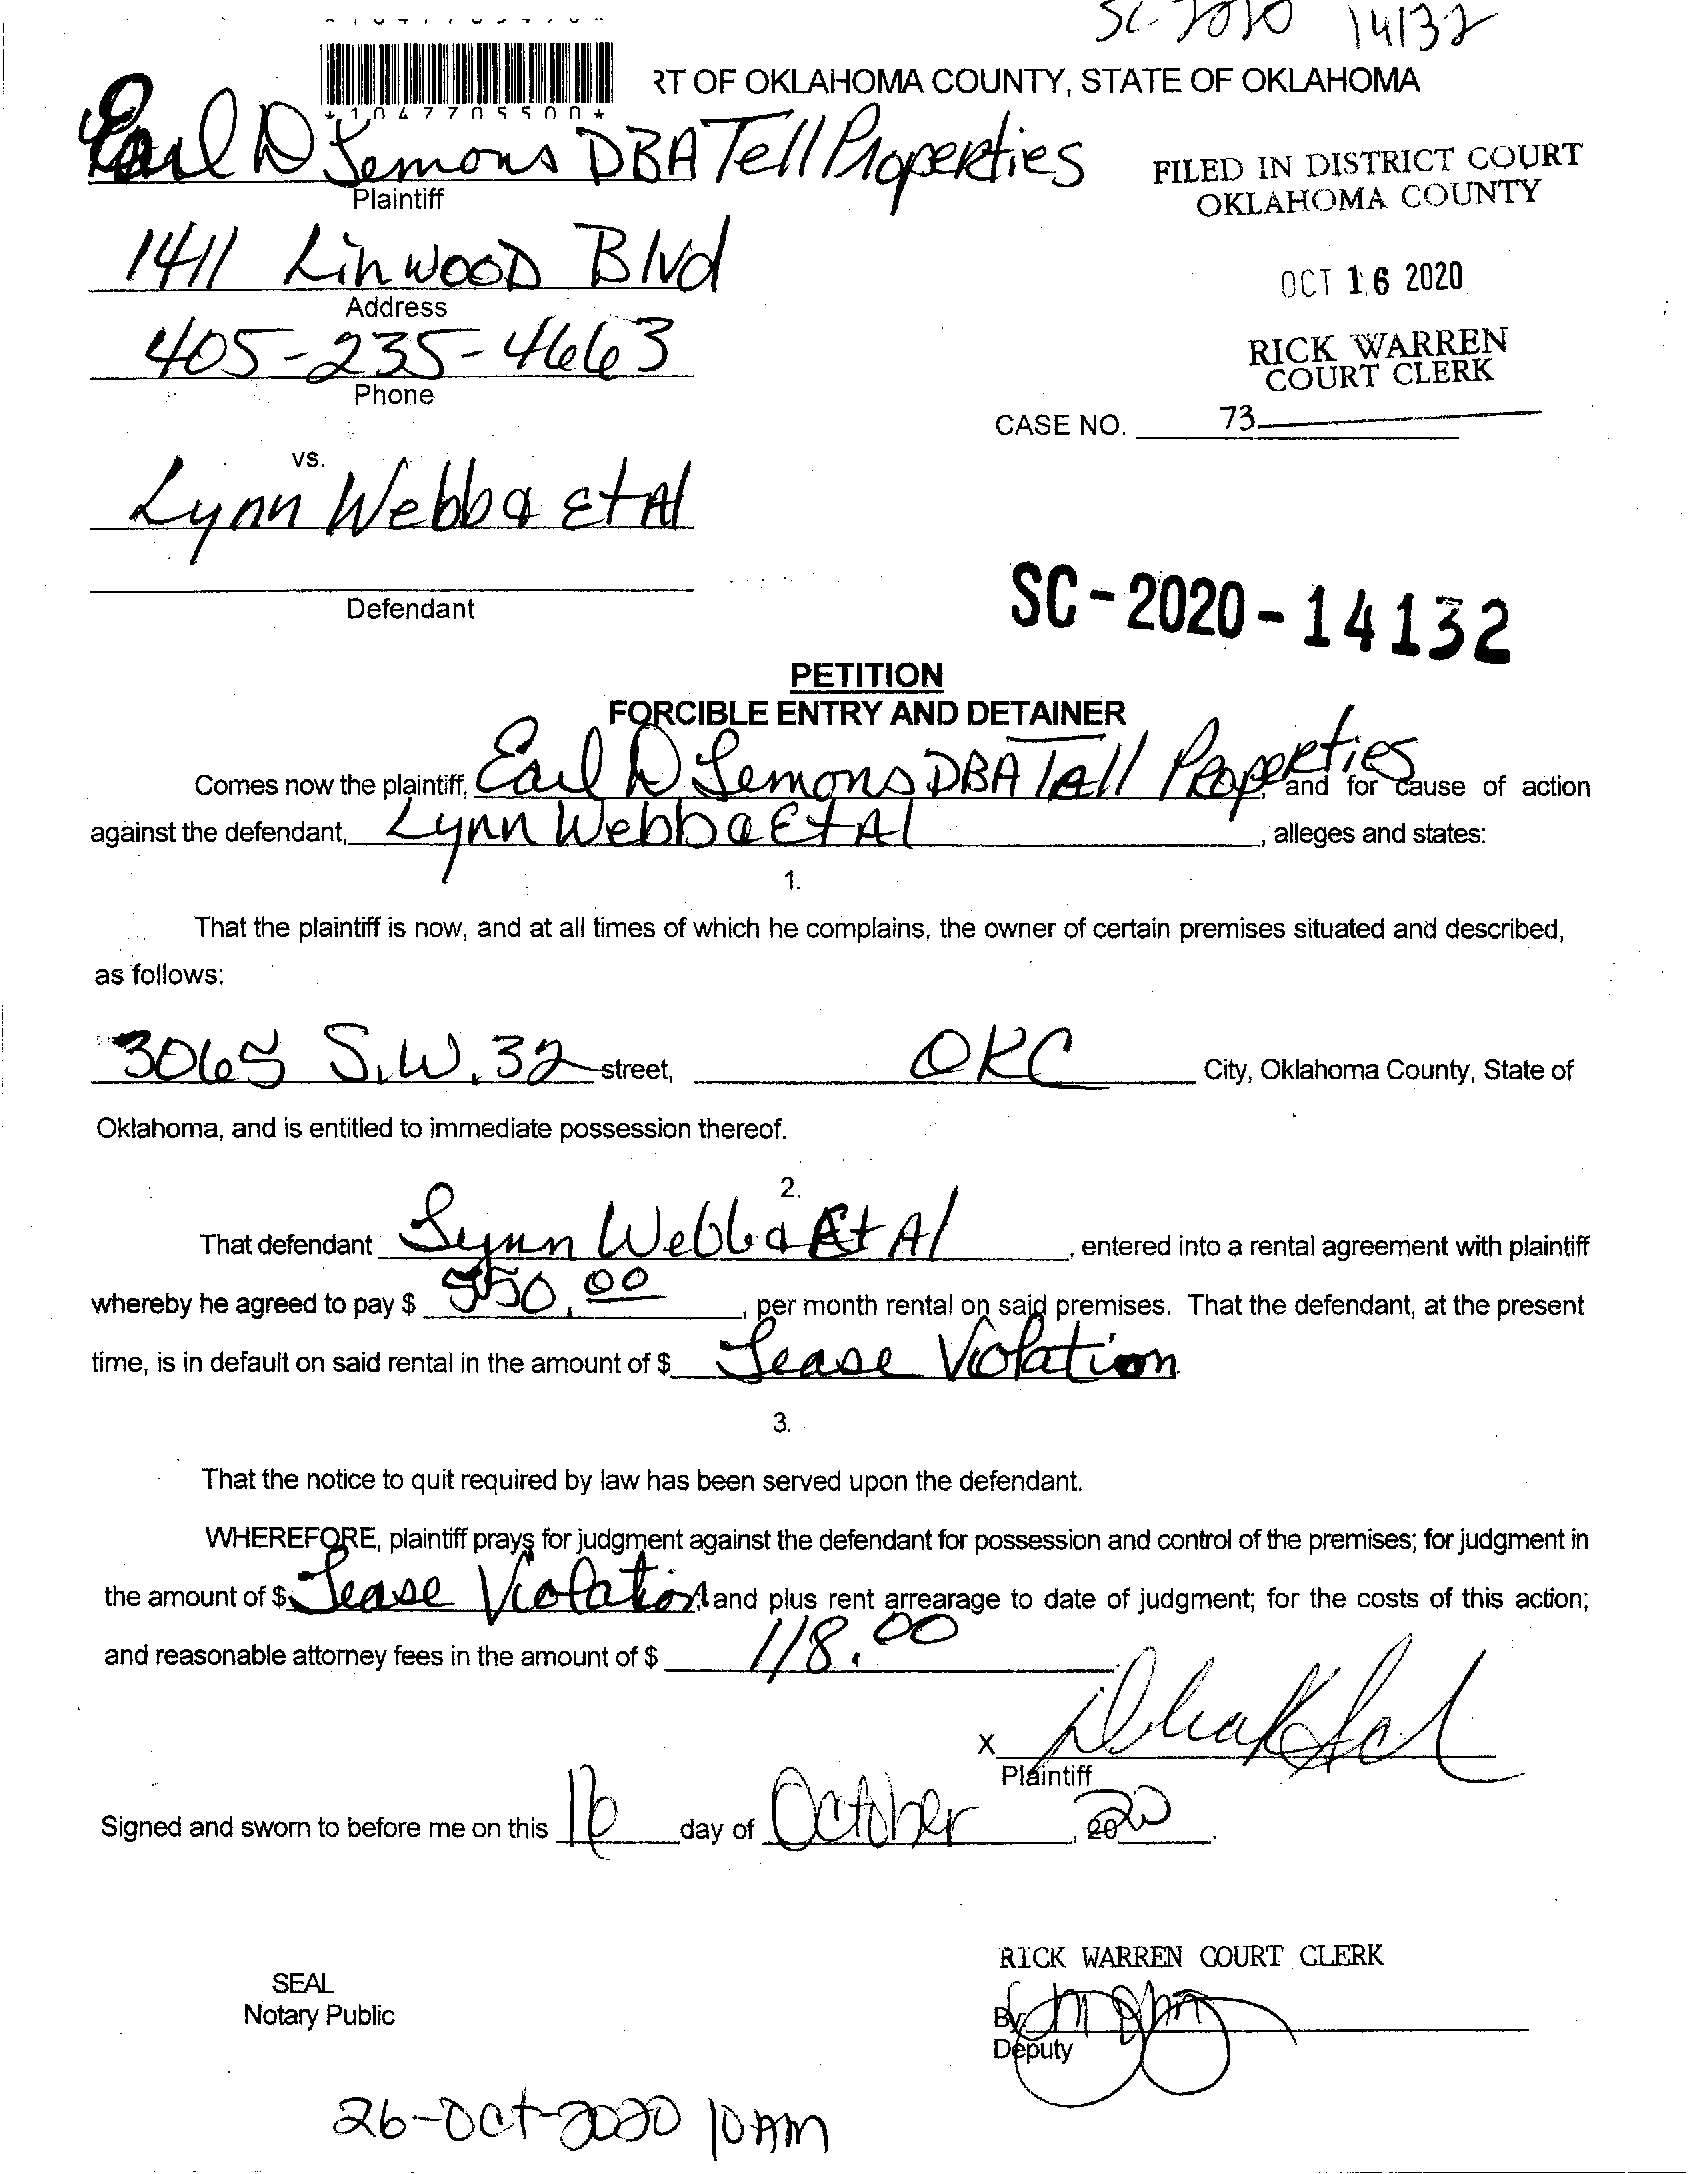 SC-2020 14132
RT OF OKLAHOMA COUNTY, STATE OF OKLAHOMA
*1047705500*
Earl D Lemons DBA Tell Properties
Plaintiff
FILED IN DISTRICT COURT
OKLAHOMA COUNTY
1411 Linwood Blvd
Address
OCT 16 2020
405-235-4663
Phone
RICK WARREN
COURT CLERK
CASE NO. 73
vs.
Lynn Webba Et Al
Defendant
SC-2020-14132
PETITION
FORCIBLE ENTRY AND DETAINER
Comes now the plaintiff, Earl D Lemons DBA Tell Properties, and for cause of action
against the defendant, Lynn Webba Et Al, alleges and states:
1.
That the plaintiff is now, and at all times of which he complains, the owner of certain premises situated and described,
as follows:
3065 S.W. 32 street, OKC City, Oklahoma County, State of
Oklahoma, and is entitled to immediate possession thereof.
2.
That defendant Lynn Webba Et Al, entered into a rental agreement with plaintiff
whereby he agreed to pay $ 550.00, per month rental on said premises. That the defendant, at the present
time, is in default on said rental in the amount of $ Lease Violation.
3.
That the notice to quit required by law has been served upon the defendant.
WHEREFORE, plaintiff prays for judgment against the defendant for possession and control of the premises; for judgment in
the amount of $ Lease Violation and plus rent arrearage to date of judgment; for the costs of this action;
and reasonable attorney fees in the amount of $ 118.00
X
Plaintiff
Signed and sworn to before me on this 16 day of October, 2020.
RICK WARREN COURT CLERK
SEAL
Notary Public
By:
Deputy
26-Oct-2020 10AM